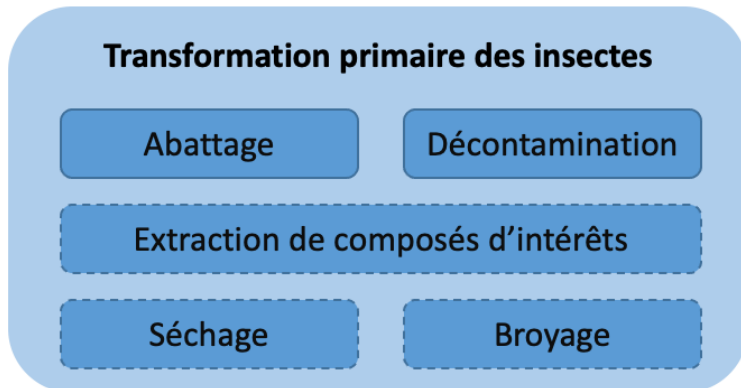 Transformation primaire des insectes
Abattage
Décontamination
Extraction de composés d’intérêts
Séchage
Broyage